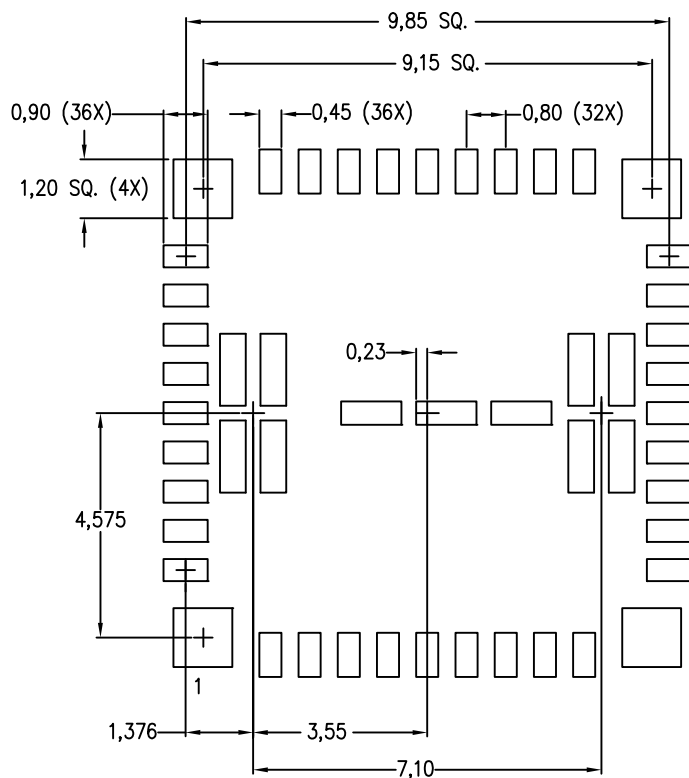 9,85 SQ.
9,15 SQ.
0,90 (36X)
0,45 (36X)
0,80 (32X)
1,20 SQ. (4X)
0,23
4,575
1
1,376
3,55
7,10